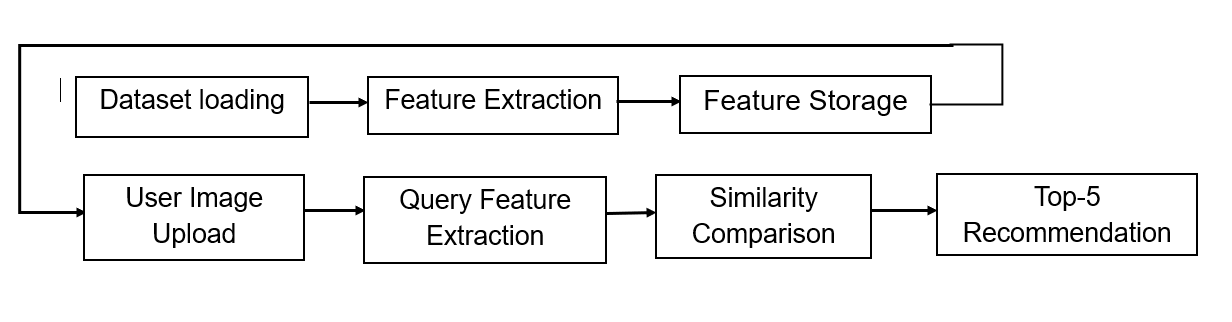 Dataset loading
Feature Extraction
Feature Storage
User Image
Upload
Query Feature
Extraction
Similarity
Comparison
Top-5
Recommendation